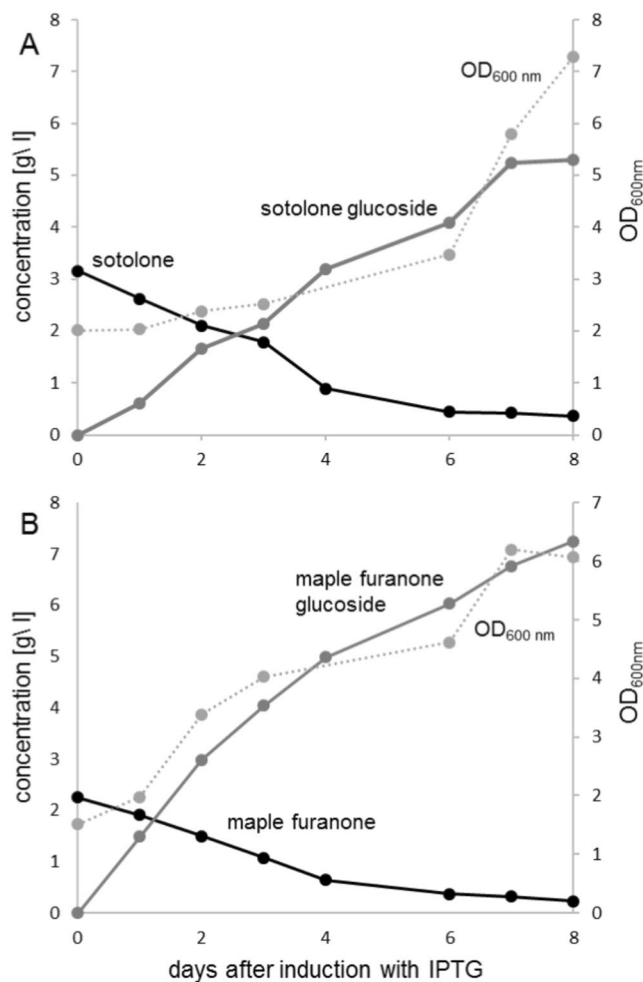 A
8
7
6
5
4
3
2
1
0
concentration [g\ l]
sotolone
sotolone glucoside
OD600 nm
8
7
6
5
4
3
2
1
0
OD600nm
0 2 4 6 8
B
8
7
6
5
4
3
2
1
0
concentration [g\ l]
maple furanone
glucoside
OD600 nm
maple furanone
7
6
5
4
3
2
1
0
OD600nm
0 2 4 6 8
days after induction with IPTG